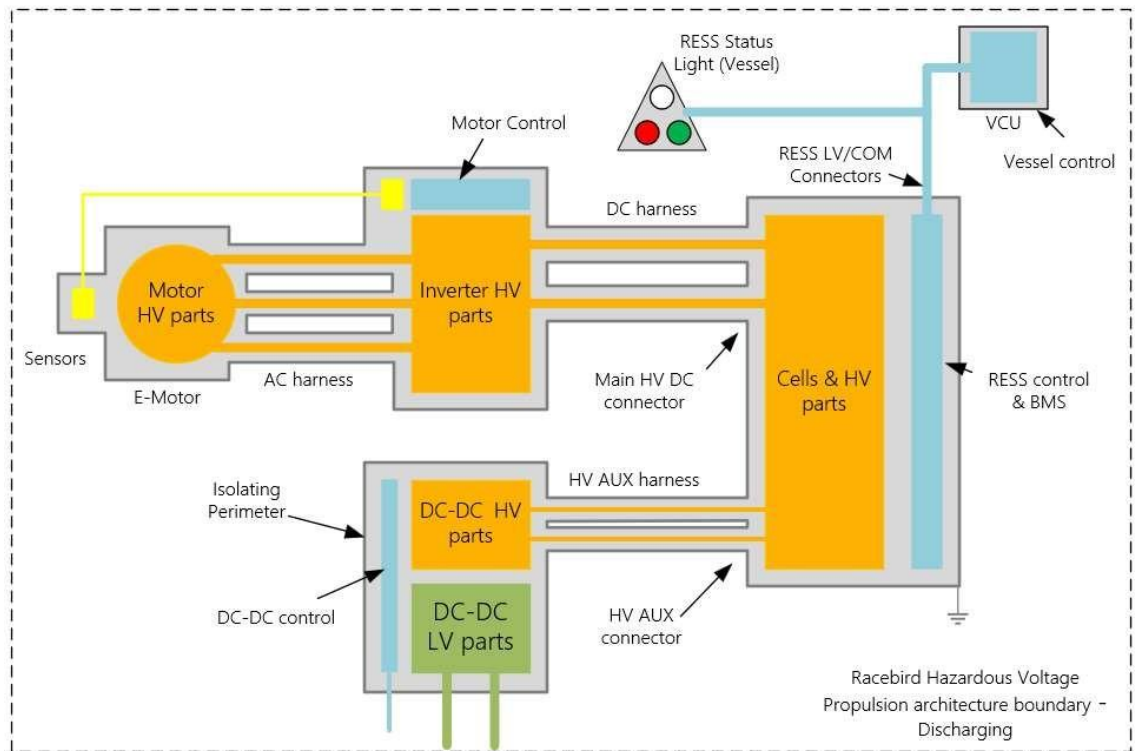 RESS Status
Light (Vessel)
VCU
Vessel control
Motor Control
RESS LV/COM
Connectors
DC harness
Motor
HV parts
Inverter HV
parts
Sensors
E-Motor
AC harness
Main HV DC
connector
Cells & HV
parts
RESS control
& BMS
Isolating
Perimeter
HV AUX harness
DC-DC HV
parts
DC-DC control
DC-DC
LV parts
HV AUX
connector
Racebird Hazardous Voltage
Propulsion architecture boundary -
Discharging